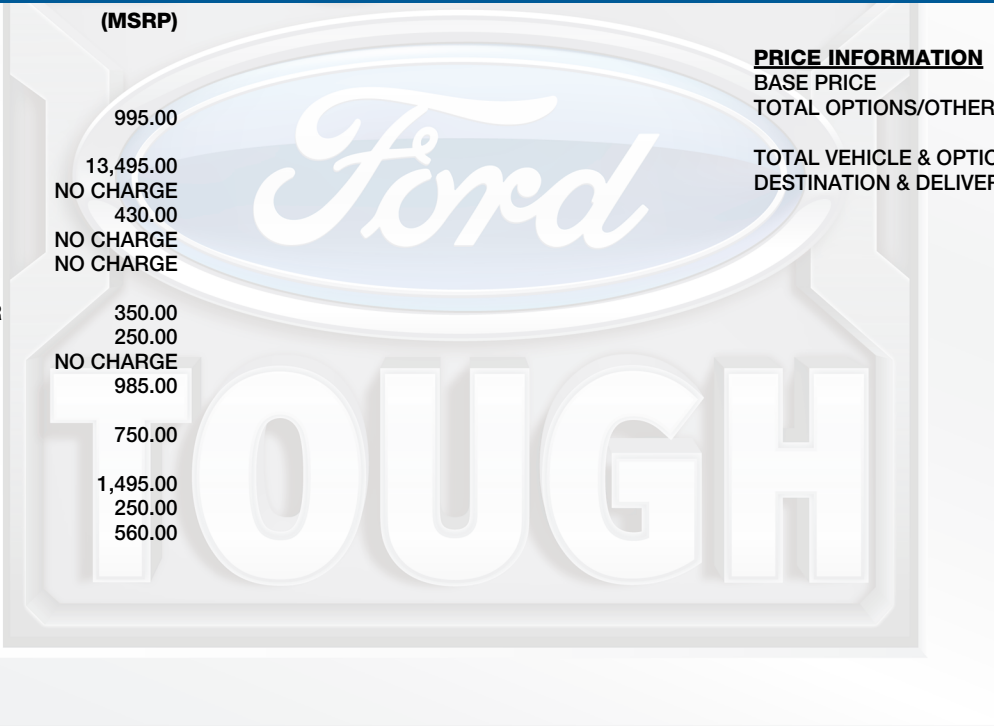 (MSRP)
995.00
13,495.00
NO CHARGE
430.00
NO CHARGE
NO CHARGE
350.00
250.00
NO CHARGE
985.00
750.00
1,495.00
250.00
560.00
PRICE INFORMATION
BASE PRICE
TOTAL OPTIONS/OTHER
TOTAL VEHICLE & OPTIO
DESTINATION & DELIVER
Ford
TOUGH